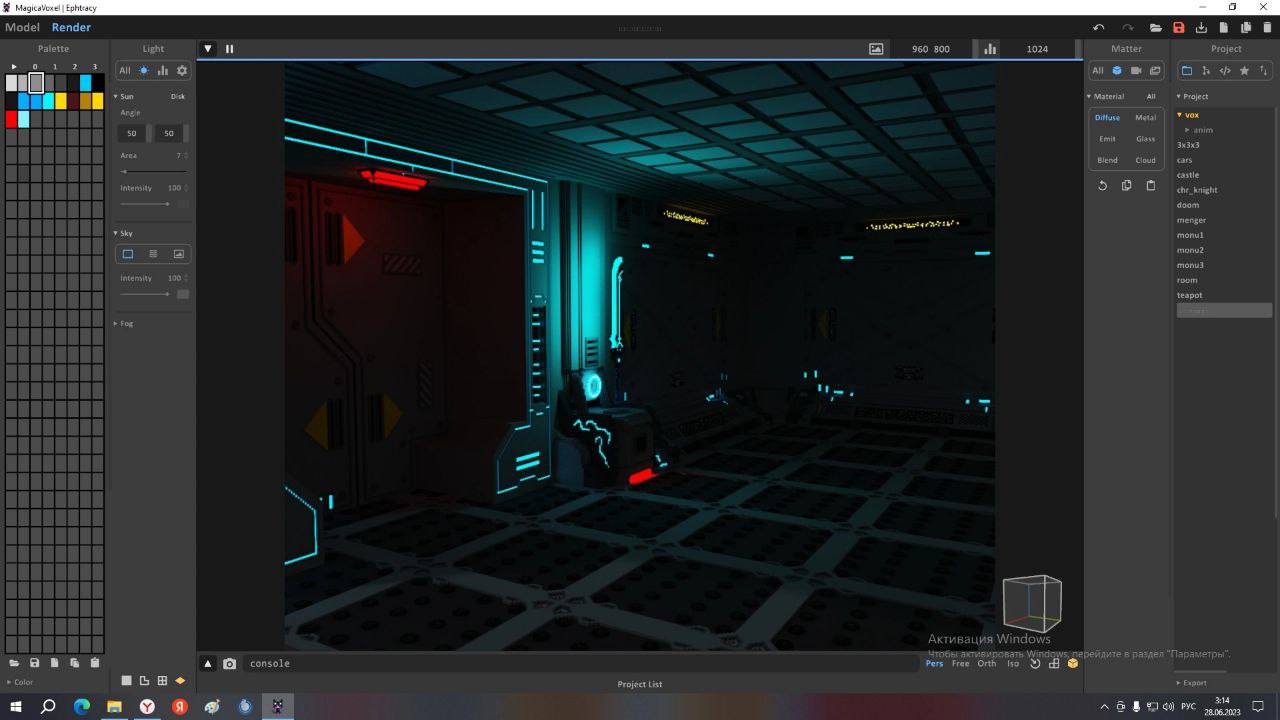 MagicaVoxel | Ephtracy
Model Render
Palette
Light
960 800
1024
Matter
Project
0 1 2 3
All
All
Sun Disk
Angle
50 50
Area 7
Intensity 100
Sky
Intensity 100
Fog
Material All
Diffuse Metal
Emit Glass
Blend Cloud
Project
vox
anim
3x3x3
cars
castle
chr_knight
doom
menger
monu1
monu2
monu3
room
teapot
Активация Windows
Чтобы активировать Windows, перейдите в раздел "Параметры".
console
Pers Free Orth Iso
Color
Project List
Export
РУС
3:14
28.06.2023